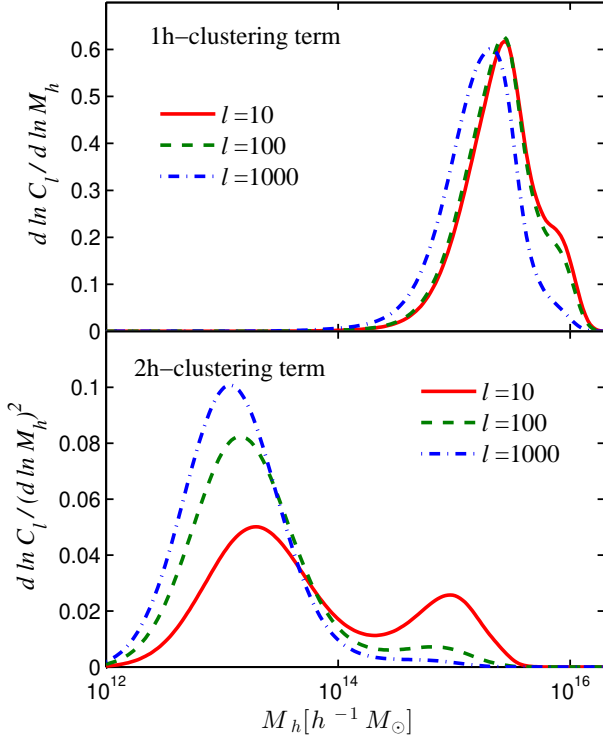 1h−clustering term
l =10
l =100
l =1000
d ln C_l / d ln M_h
0.6
0.5
0.4
0.3
0.2
0.1
0
2h−clustering term
l =10
l =100
l =1000
d ln C_l / (d ln M_h)^2
0.1
0.08
0.06
0.04
0.02
0
10^12
10^14
10^16
M_h [h^−1 M_⊙]